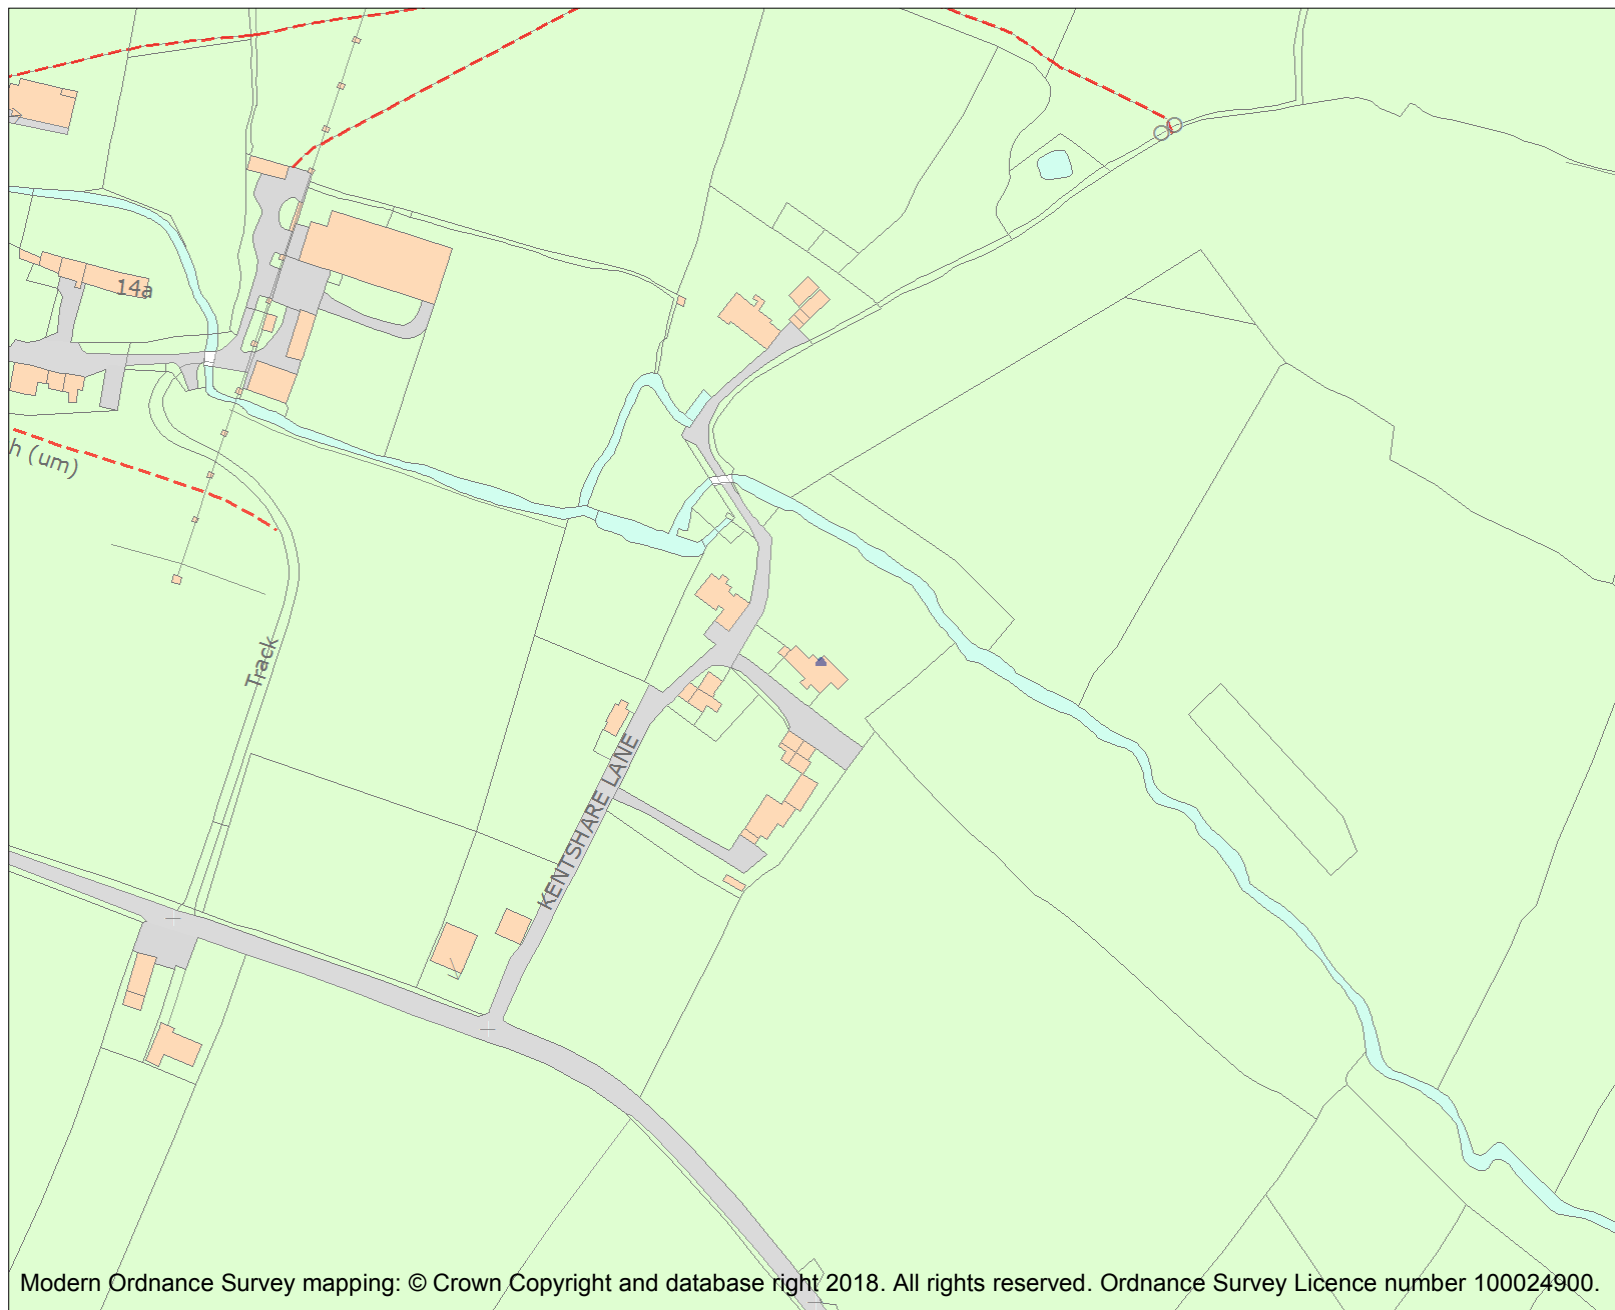 14a
h (um)
Track
KENTSHARE LANE
Modern Ordnance Survey mapping: © Crown Copyright and database right 2018. All rights reserved. Ordnance Survey Licence number 100024900.